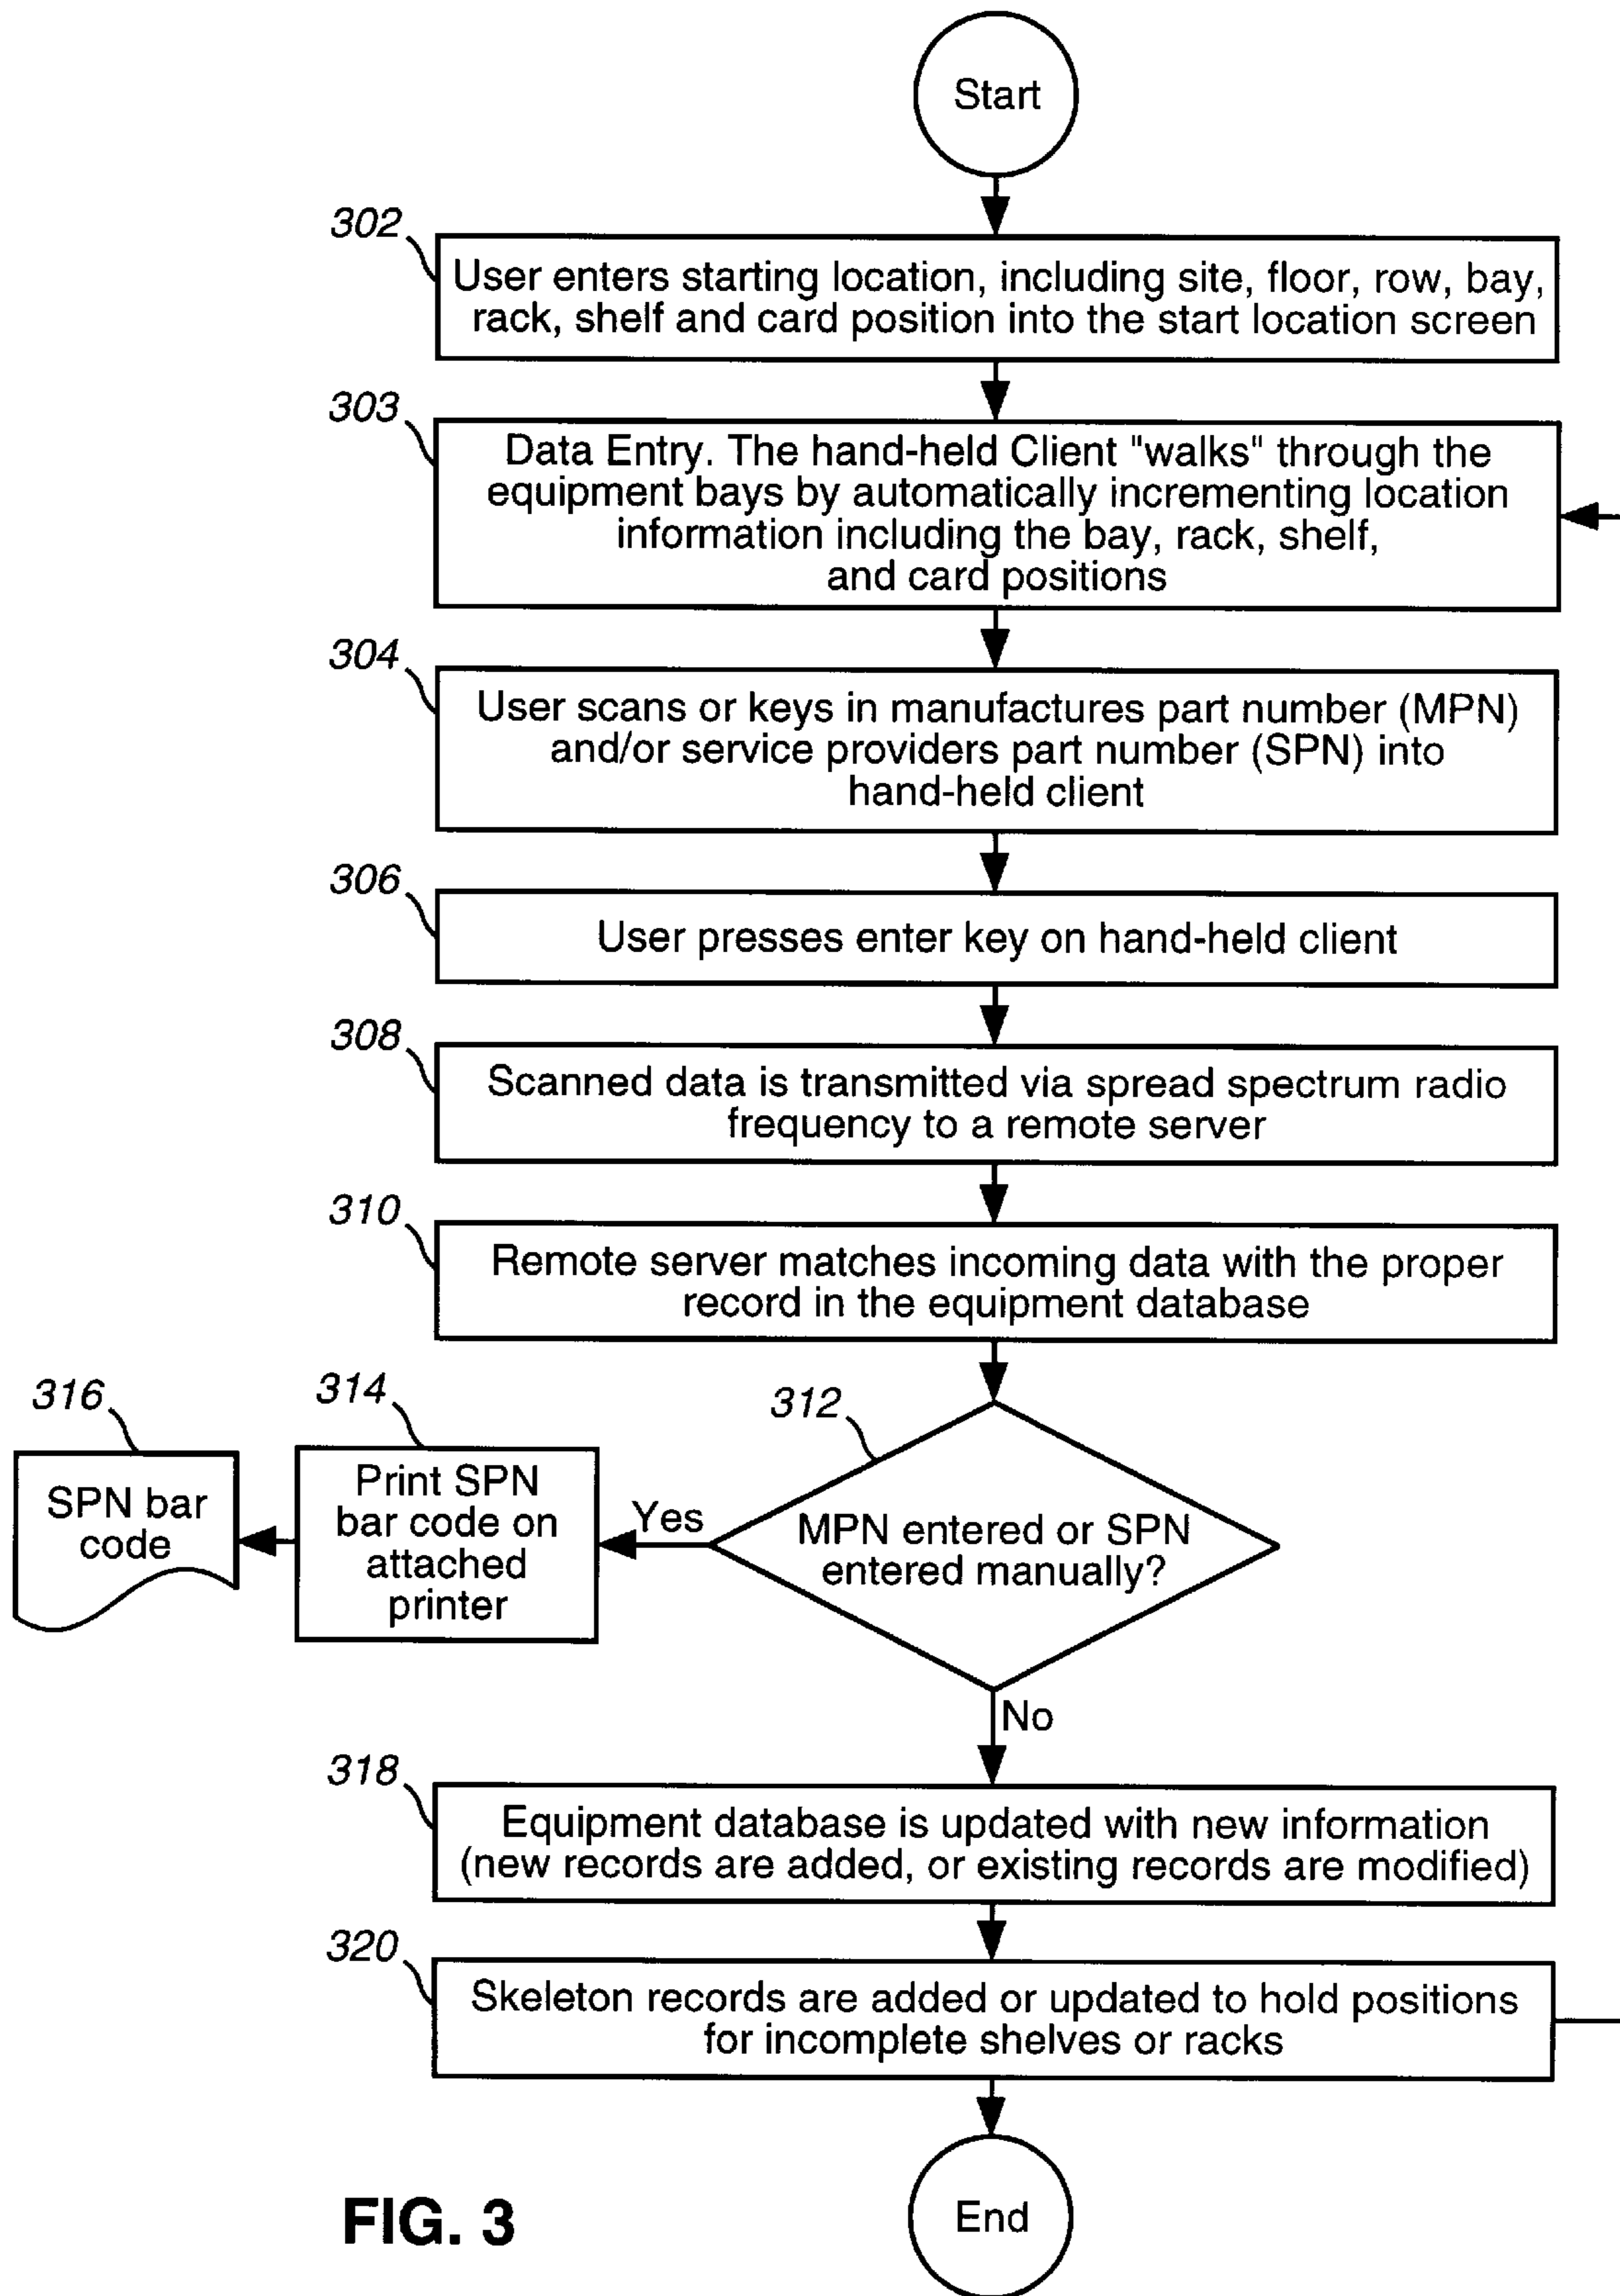 Start
302
User enters starting location, including site, floor, row, bay,
rack, shelf and card position into the start location screen
303
Data Entry. The hand-held Client "walks" through the
equipment bays by automatically incrementing location
information including the bay, rack, shelf,
and card positions
304
User scans or keys in manufactures part number (MPN)
and/or service providers part number (SPN) into
hand-held client
306
User presses enter key on hand-held client
308
Scanned data is transmitted via spread spectrum radio
frequency to a remote server
310
Remote server matches incoming data with the proper
record in the equipment database
316
SPN bar
code
314
Print SPN
bar code on
attached
printer
Yes
312
MPN entered or SPN
entered manually?
No
318
Equipment database is updated with new information
(new records are added, or existing records are modified)
320
Skeleton records are added or updated to hold positions
for incomplete shelves or racks
End
FIG. 3